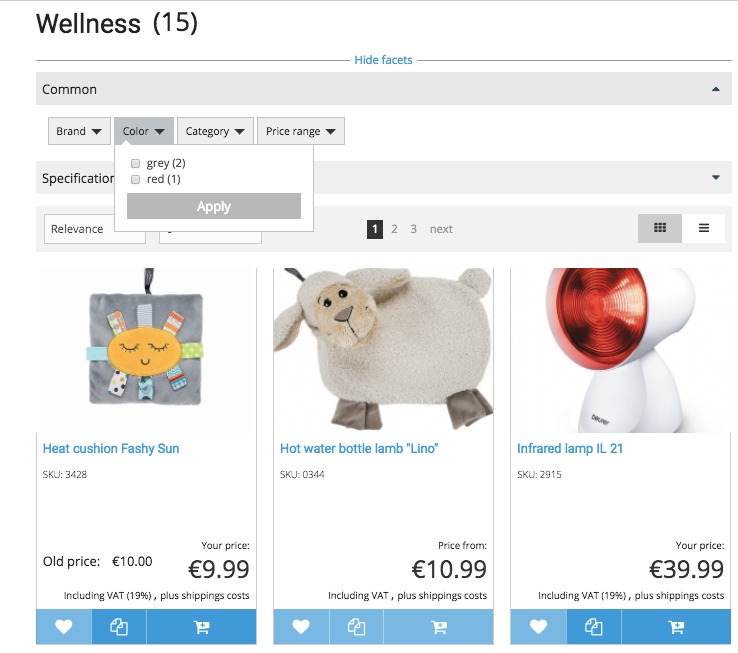 Wellness (15)
Hide facets
Common
Brand Color Category Price range
grey (2)
red (1)
Apply
Specification
Relevance
1 2 3 next
beurer
Heat cushion Fashy Sun
SKU: 3428
Old price: €10.00
Your price:
€9.99
Including VAT (19%) , plus shippings costs
Hot water bottle lamb "Lino"
SKU: 0344
Price from:
€10.99
Including VAT , plus shippings costs
Infrared lamp IL 21
SKU: 2915
Your price:
€39.99
Including VAT (19%) , plus shippings costs